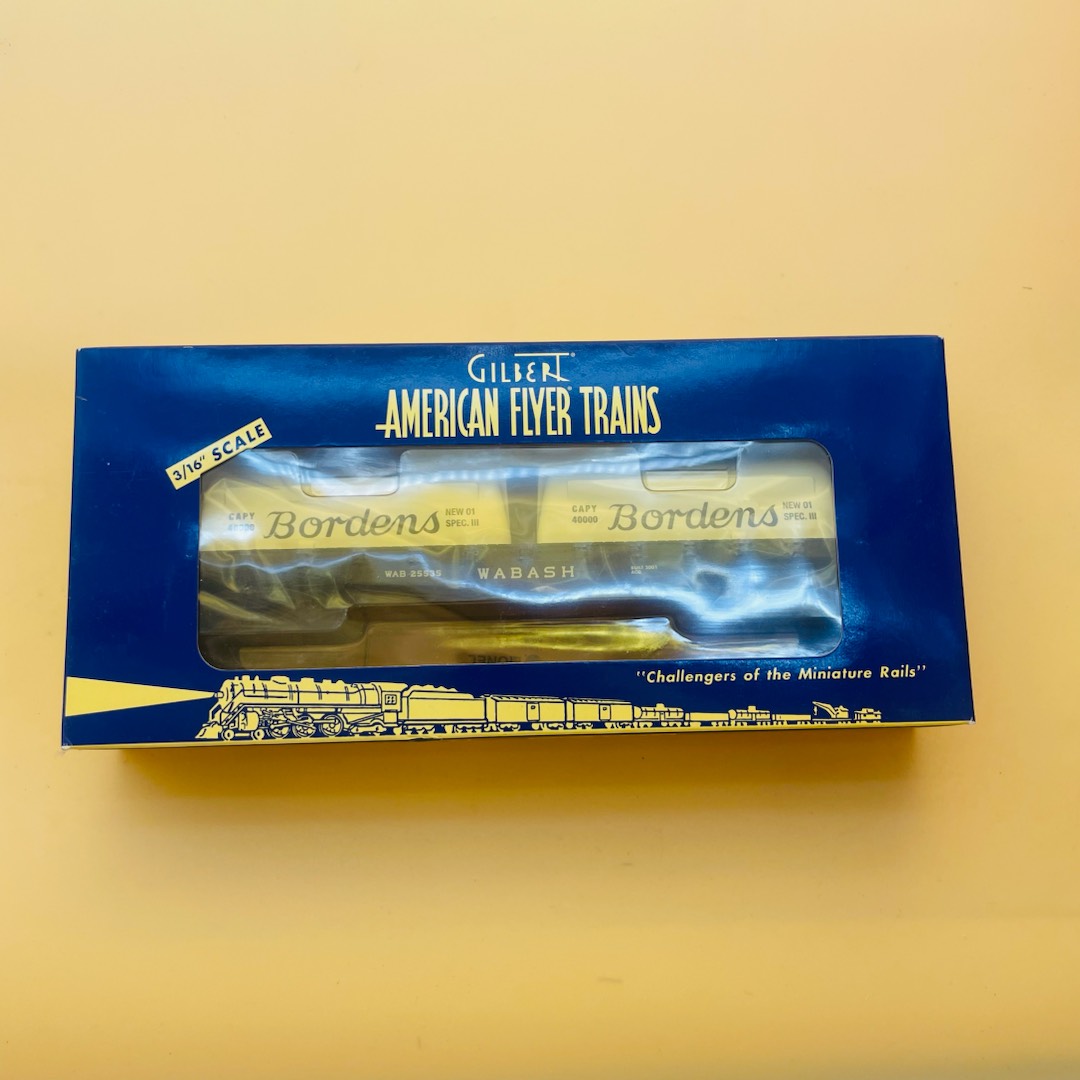 GILBERT®
AMERICAN FLYER® TRAINS
3/16" SCALE
CAPY
Bordens
NEW 01
SPEC. III
CAPY
40000
Bordens
NEW 01
SPEC. III
WAB 25535
WABASH
"Challengers of the Miniature Rails"